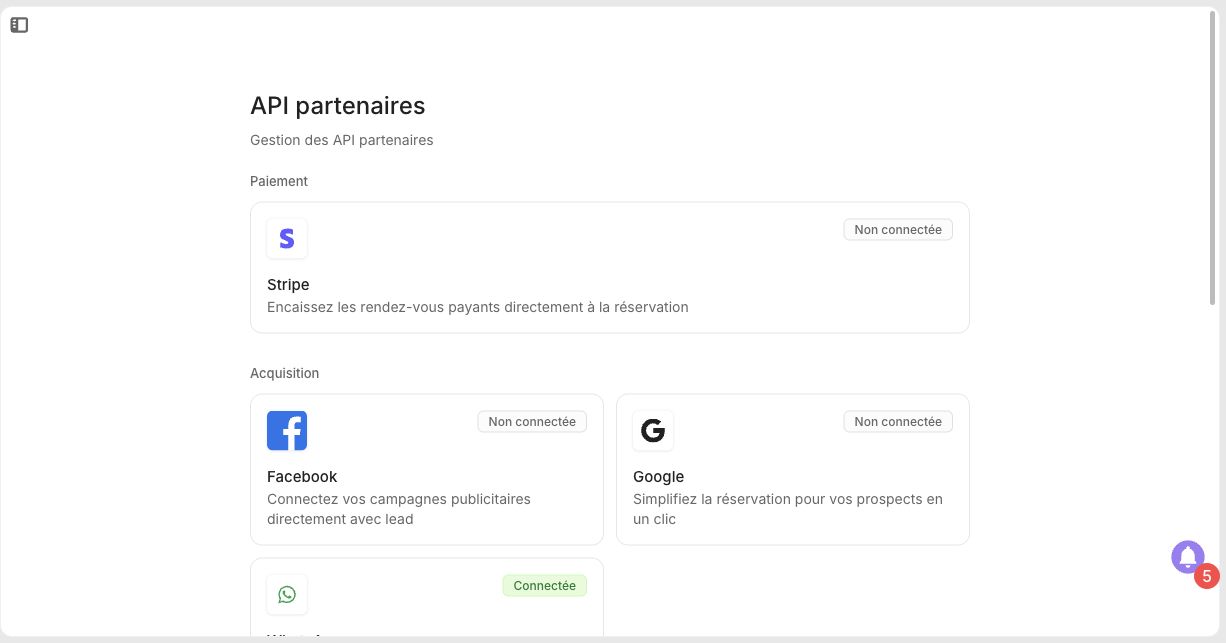 API partenaires
Gestion des API partenaires
Paiement
Non connectée
Stripe
Encaissez les rendez-vous payants directement à la réservation
Acquisition
Non connectée
Facebook
Connectez vos campagnes publicitaires
directement avec lead
Non connectée
Google
Simplifiez la réservation pour vos prospects en
un clic
Connectée
5